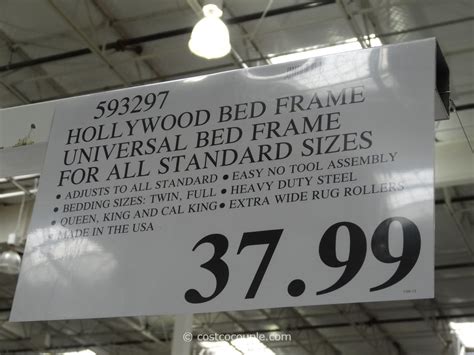 593297
HOLLYWOOD BED FRAME
UNIVERSAL BED FRAME
FOR ALL STANDARD SIZES
• ADJUSTS TO ALL STANDARD • EASY NO TOOL ASSEMBLY
• BEDDING SIZES: TWIN, FULL • HEAVY DUTY STEEL
• QUEEN, KING AND CAL KING • EXTRA WIDE RUG ROLLERS
• MADE IN THE USA
37.99
© costcocouple.com